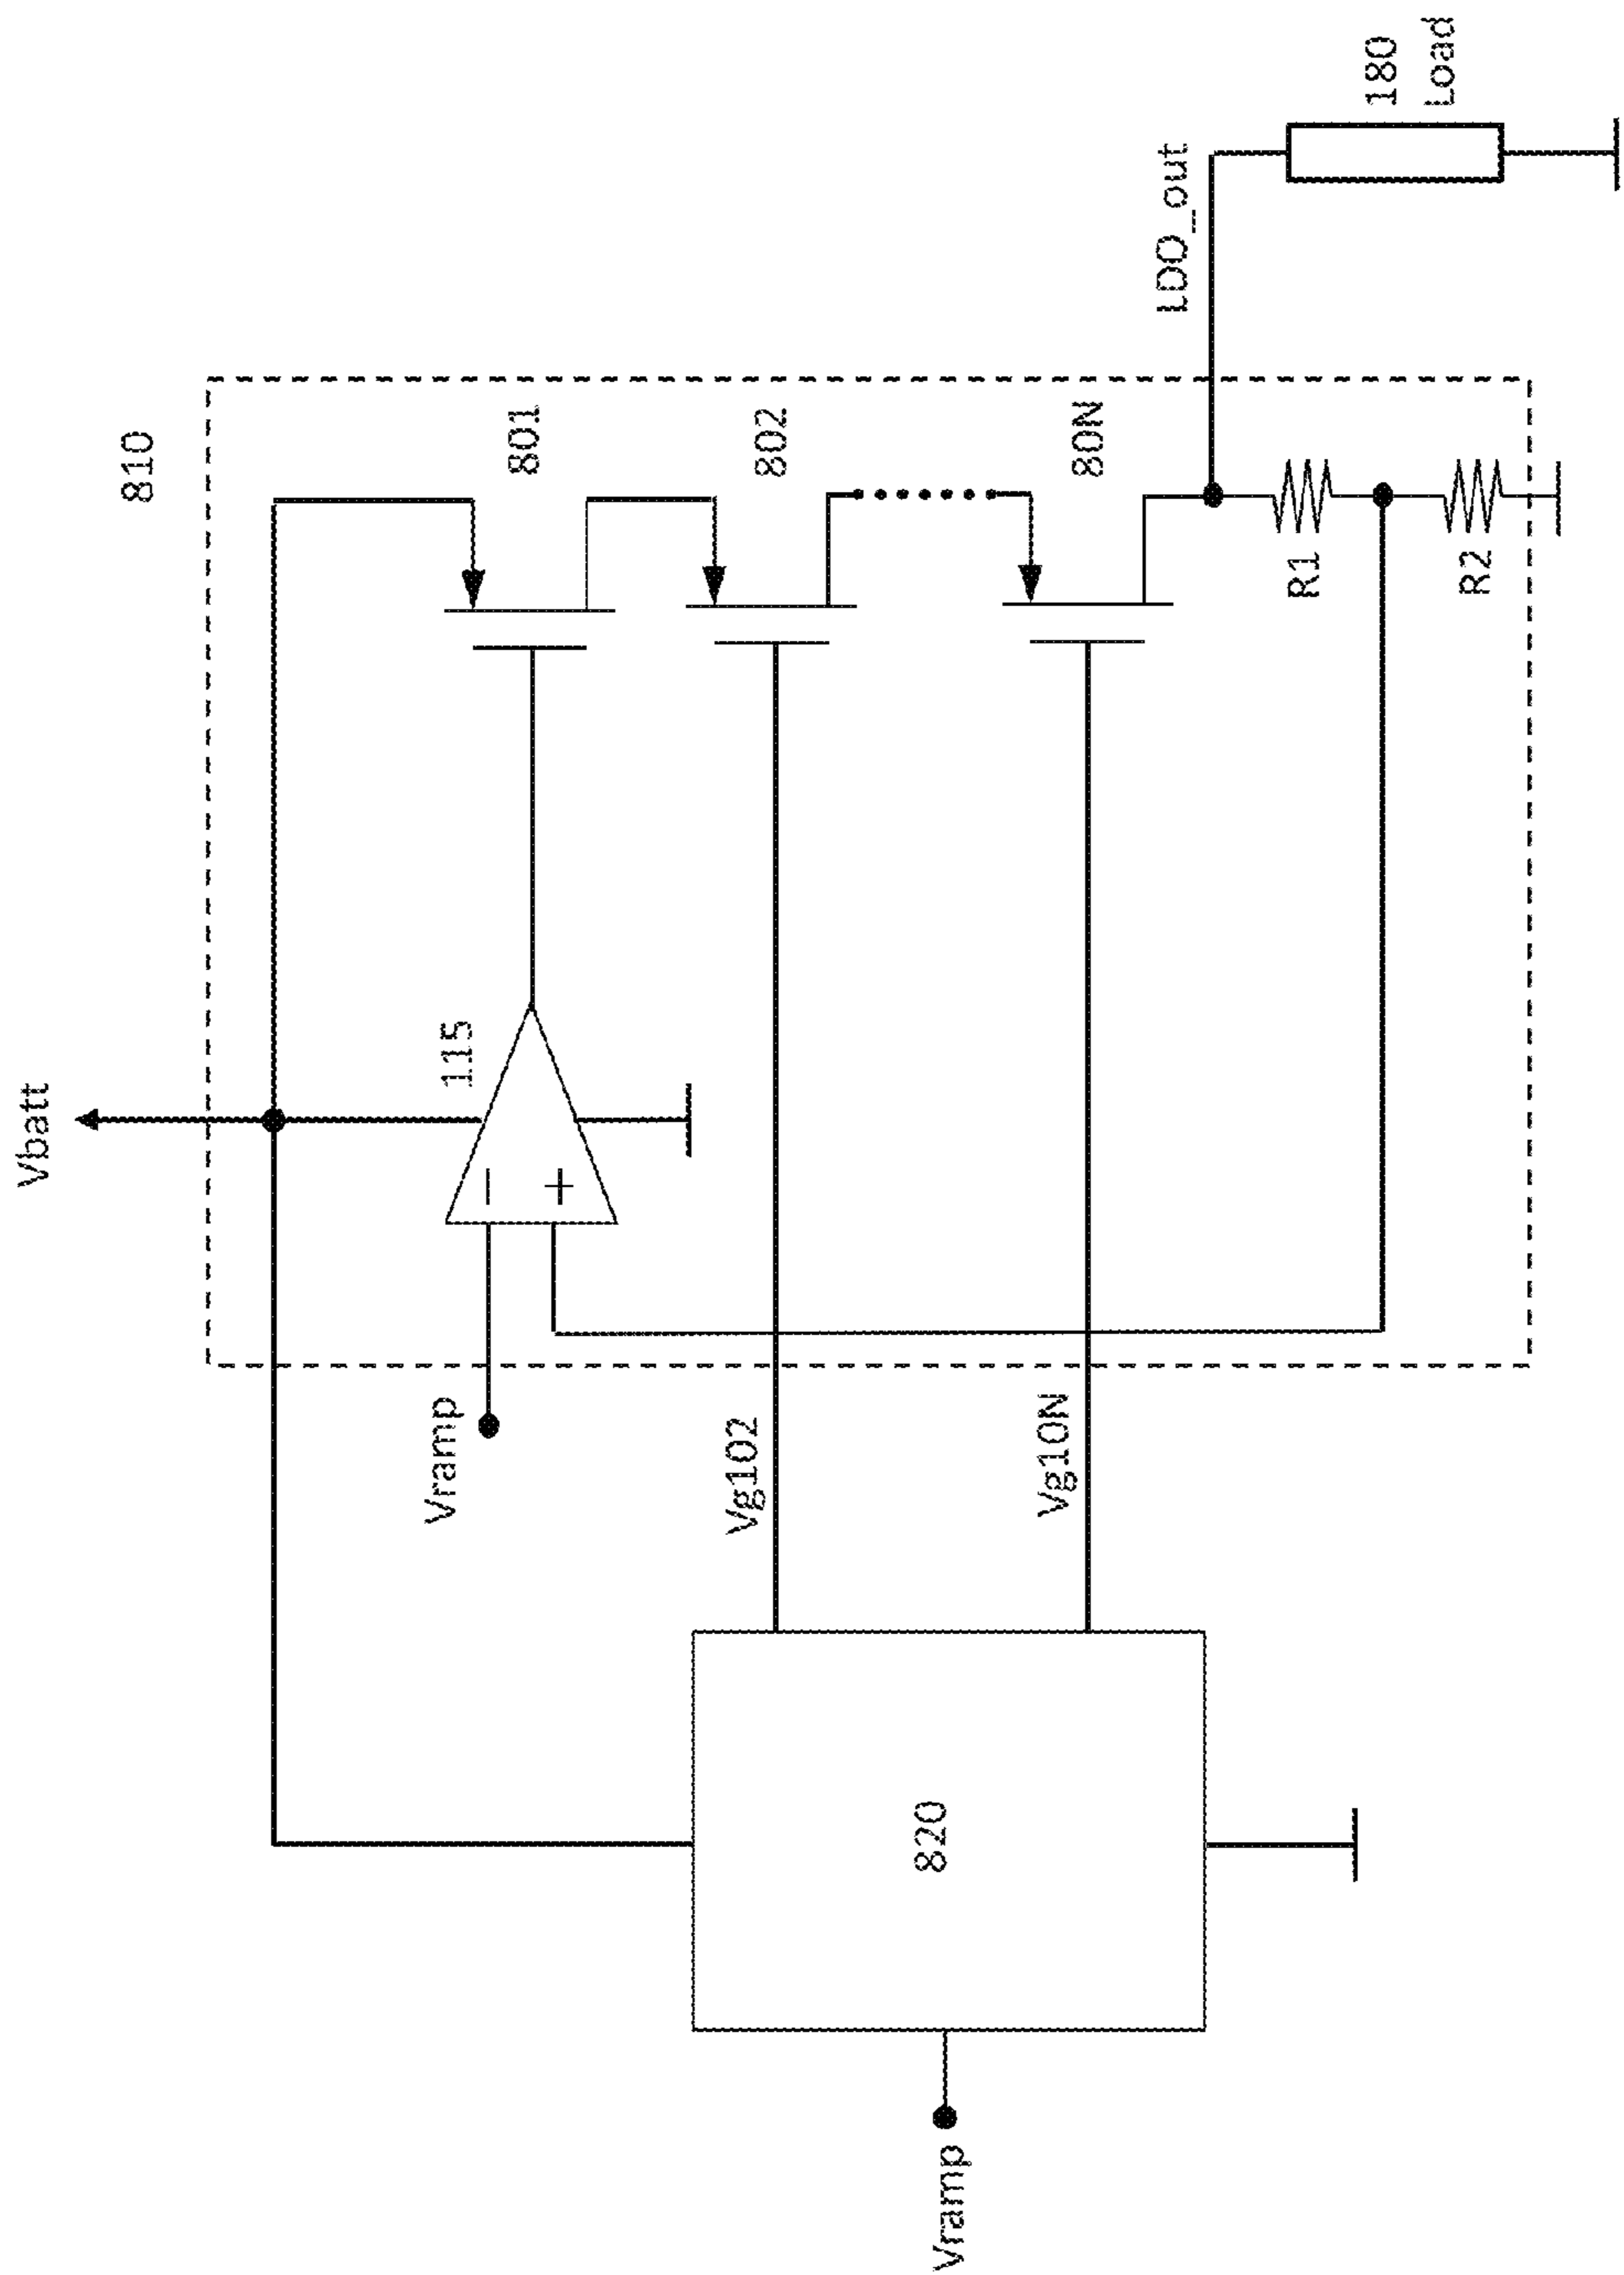 Vbatt
810
115
801
Vramp
802
Vg102
80N
Vg10N
LDO_out
820
Vramp
R1
R2
180
Load
−
+